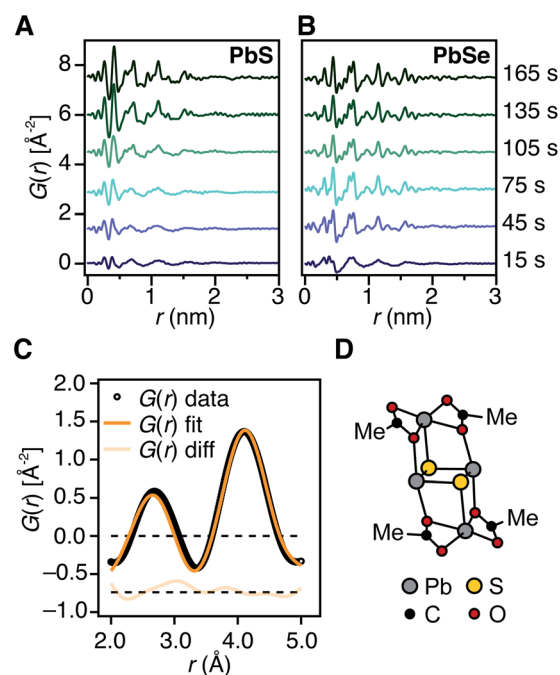 A
PbS
G(r) [Å⁻²]
8
6
4
2
0
0
1
2
3
r (nm)
B
PbSe
165 s
135 s
105 s
75 s
45 s
15 s
0
1
2
3
r (nm)
C
G(r) [Å⁻²]
2.0
1.5
1.0
0.5
0.0
−0.5
−1.0
G(r) data
G(r) fit
G(r) diff
2.0
3.0
4.0
5.0
r (Å)
D
Me
Me
Me
Me
Pb
S
C
O